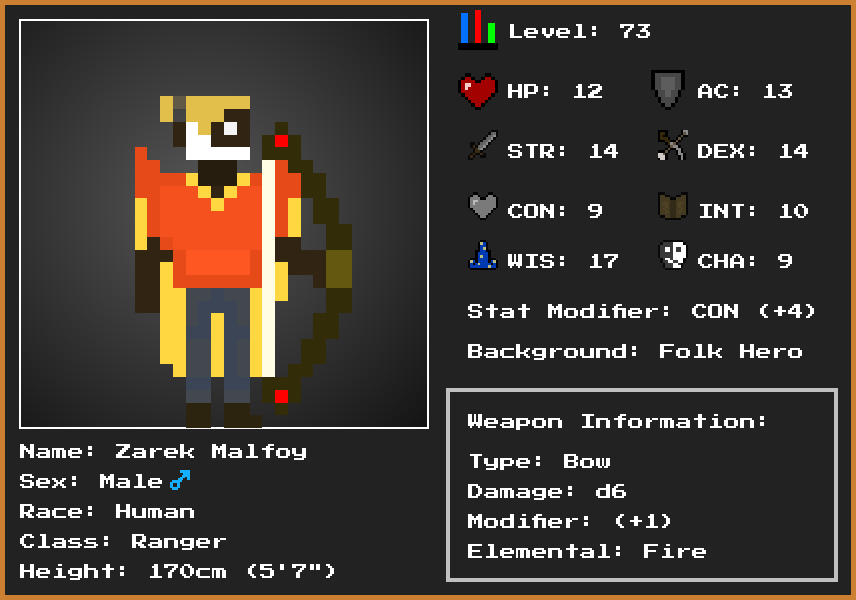 Level: 73
HP: 12
AC: 13
STR: 14
DEX: 14
CON: 9
INT: 10
WIS: 17
CHA: 9
Stat Modifier: CON (+4)
Background: Folk Hero
Weapon Information:
Type: Bow
Damage: d6
Modifier: (+1)
Elemental: Fire
Name: Zarek Malfoy
Sex: Male ♂
Race: Human
Class: Ranger
Height: 170cm (5'7")